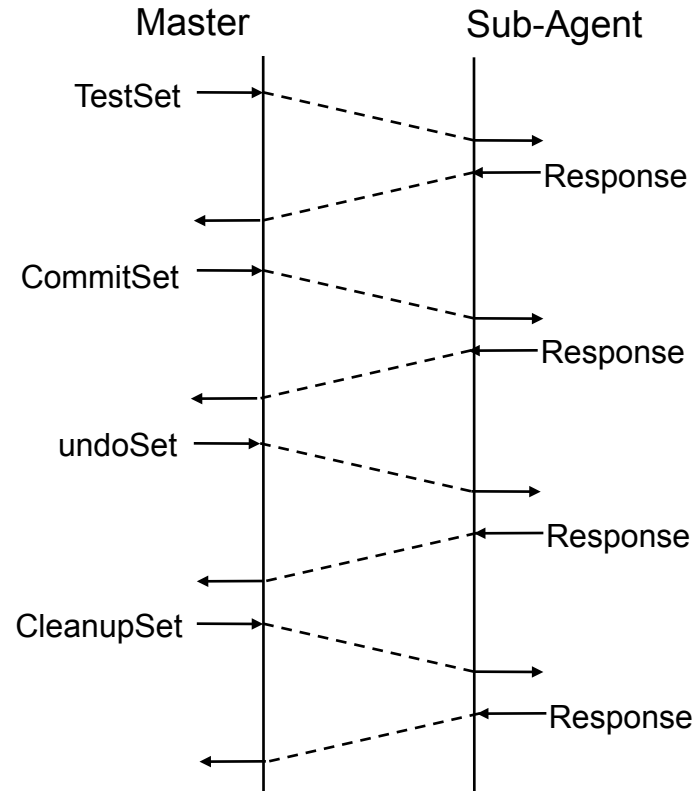 Master
Sub-Agent
TestSet
Response
CommitSet
Response
undoSet
Response
CleanupSet
Response